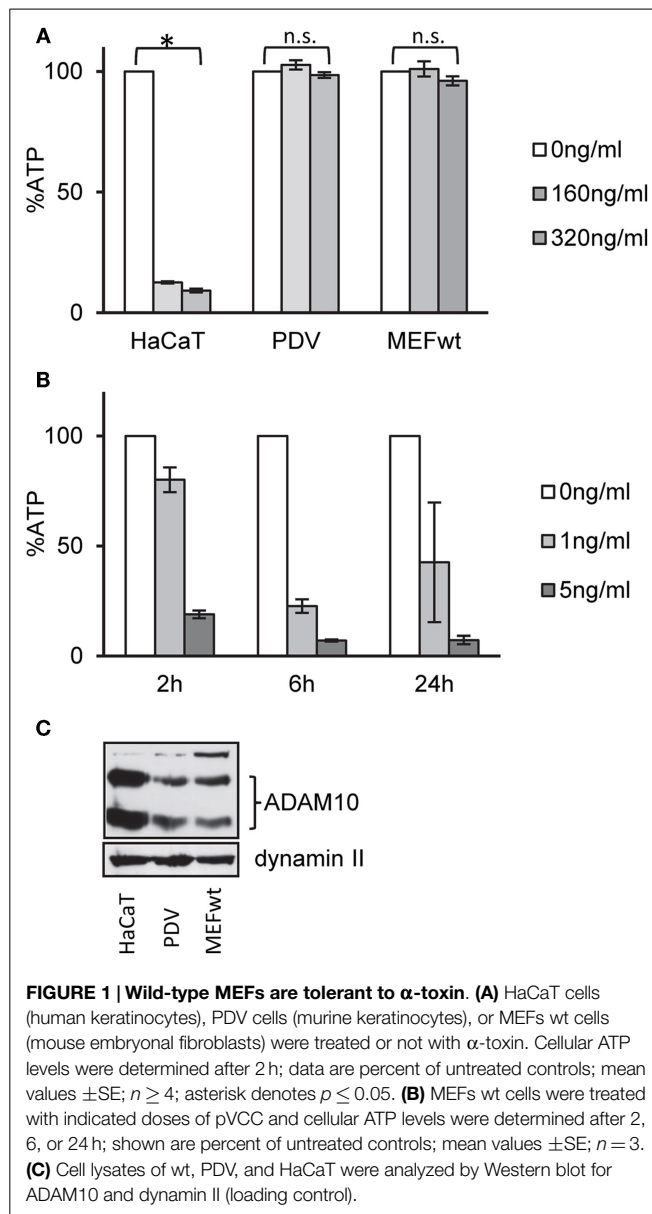 A
*
n.s.
n.s.
100
50
0
%ATP
HaCaT
PDV
MEFwt
0ng/ml
160ng/ml
320ng/ml
B
100
50
0
%ATP
2h
6h
24h
0ng/ml
1ng/ml
5ng/ml
C
ADAM10
dynamin II
HaCaT
PDV
MEFwt
FIGURE 1 | Wild-type MEFs are tolerant to α-toxin. (A) HaCaT cells
(human keratinocytes), PDV cells (murine keratinocytes), or MEFs wt cells
(mouse embryonal fibroblasts) were treated or not with α-toxin. Cellular ATP
levels were determined after 2 h; data are percent of untreated controls; mean
values ±SE; n ≥ 4; asterisk denotes p ≤ 0.05. (B) MEFs wt cells were treated
with indicated doses of pVCC and cellular ATP levels were determined after 2,
6, or 24 h; shown are percent of untreated controls; mean values ±SE; n = 3.
(C) Cell lysates of wt, PDV, and HaCaT were analyzed by Western blot for
ADAM10 and dynamin II (loading control).